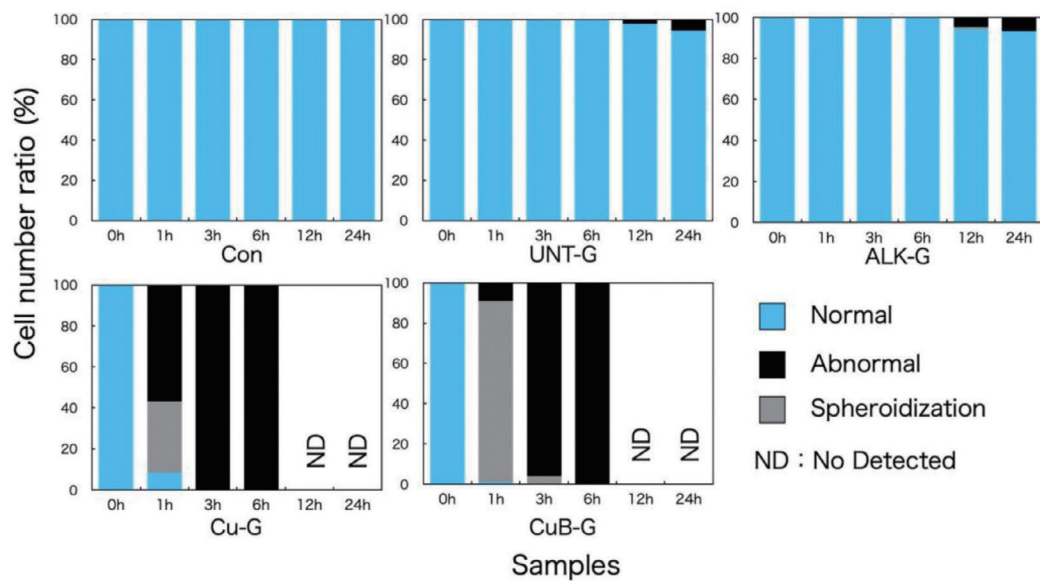 Cell number ratio (%)
100
80
60
40
20
0
0h 1h 3h 6h 12h 24h
Con
100
80
60
40
20
0
0h 1h 3h 6h 12h 24h
UNT-G
100
80
60
40
20
0
0h 1h 3h 6h 12h 24h
ALK-G
100
80
60
40
20
0
ND ND
0h 1h 3h 6h 12h 24h
Cu-G
100
80
60
40
20
0
ND ND
0h 1h 3h 6h 12h 24h
CuB-G
Normal
Abnormal
Spheroidization
ND : No Detected
Samples